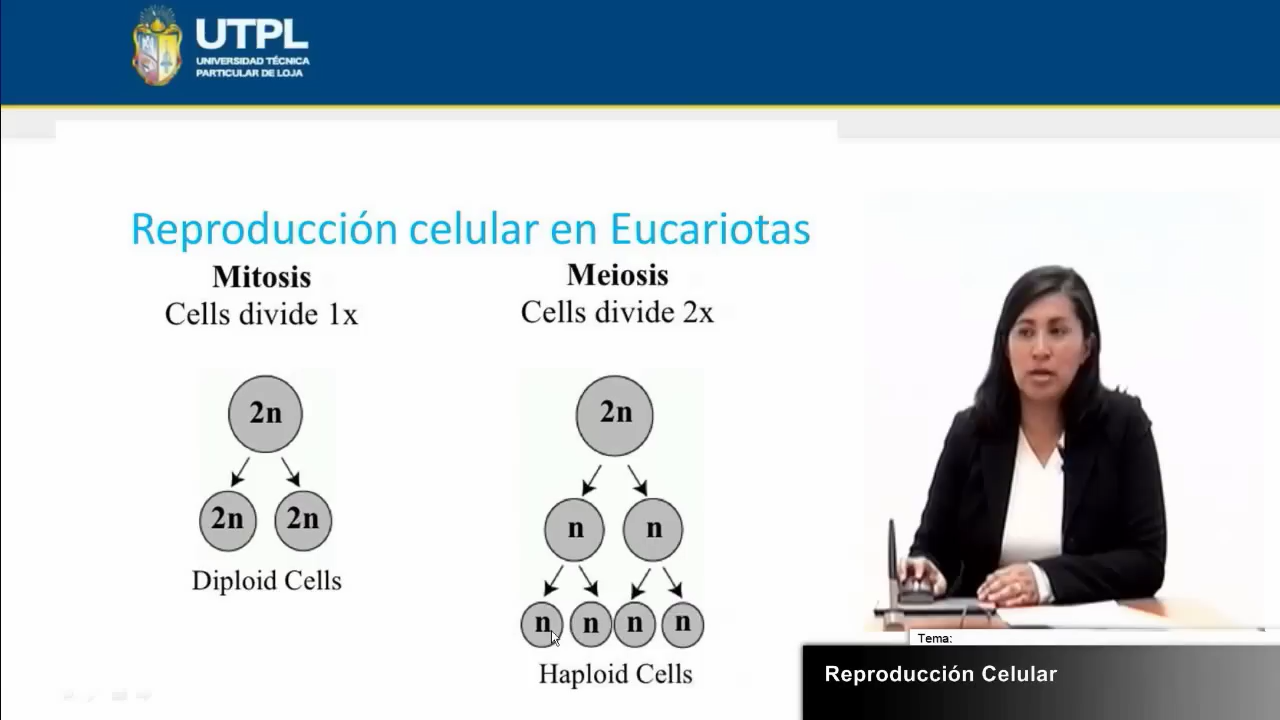 UTPL
UNIVERSIDAD TÉCNICA
PARTICULAR DE LOJA
Reproducción celular en Eucariotas
Mitosis
Cells divide 1x
2n
2n 2n
Diploid Cells
Meiosis
Cells divide 2x
2n
n n
n n n n
Haploid Cells
Tema:
Reproducción Celular